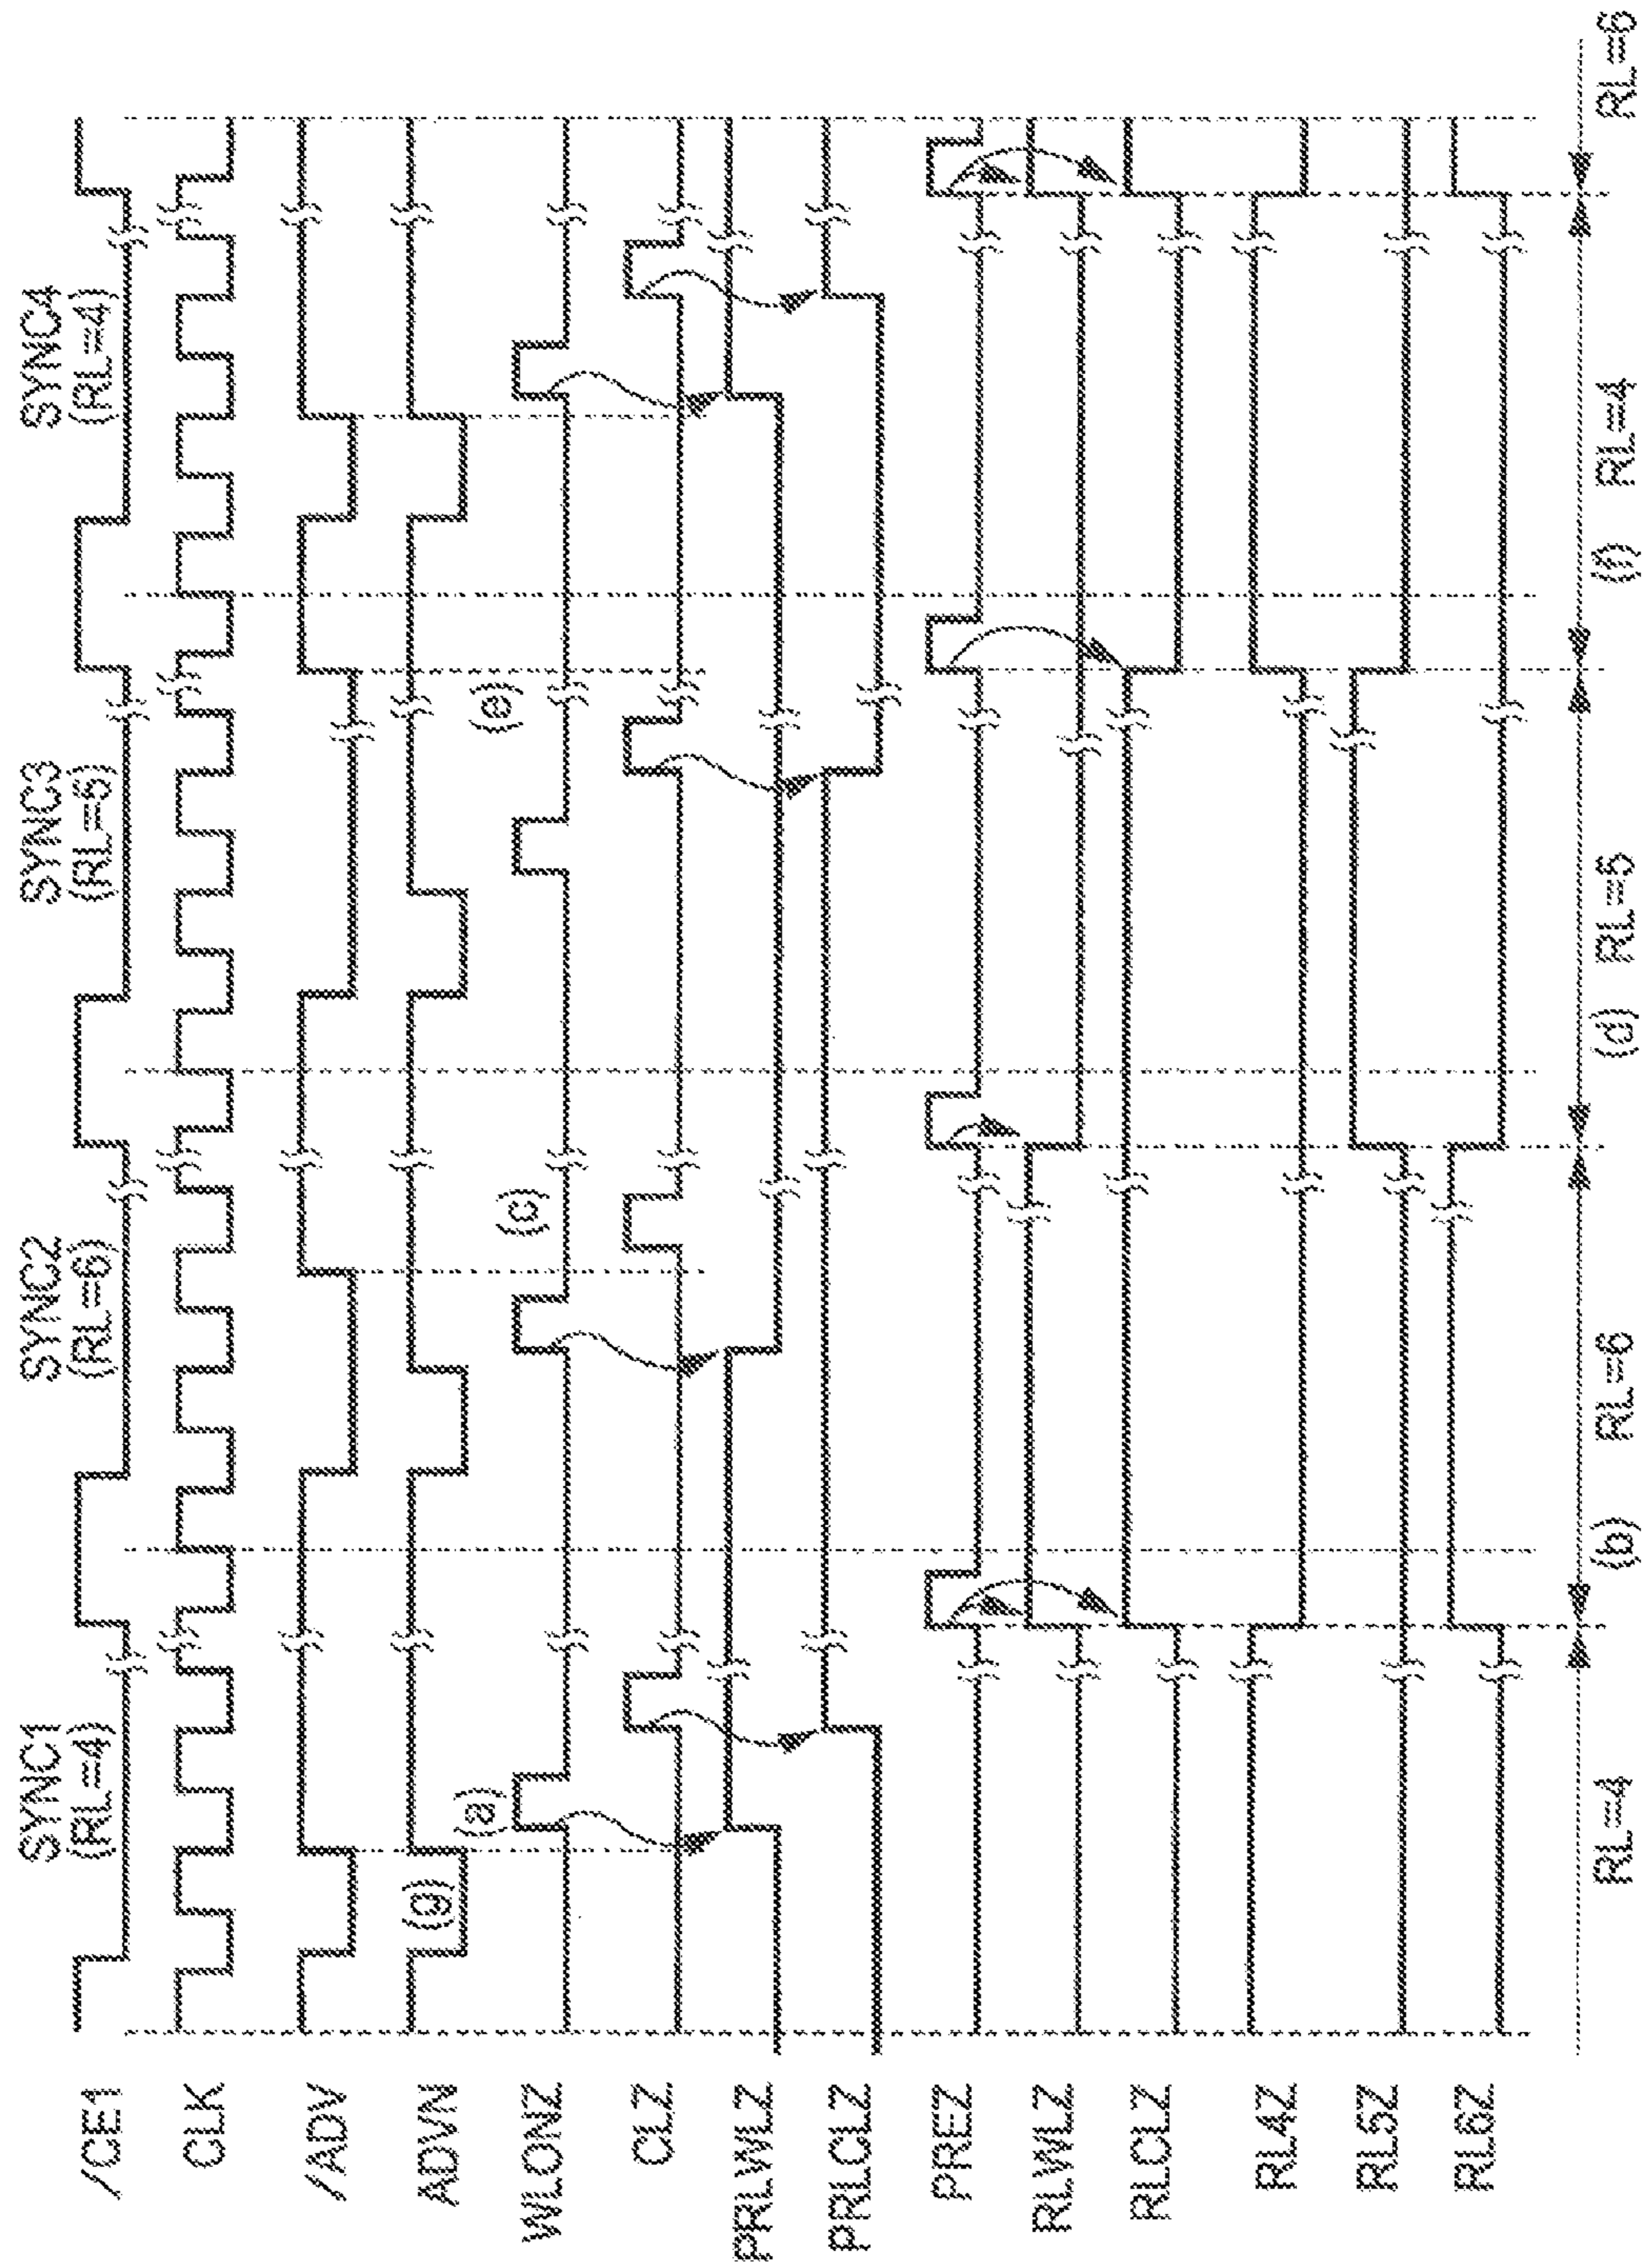 SYNC1 SYNC2 SYNC3 SYNC4
(RL=4) (RL=6) (RL=5) (RL=4)
/CE1
CLK
/ADV
ADVN
(g)
(a) (c) (e)
WLONZ
CLZ
PRLWLZ
PRLCLZ
PREZ
RLWLZ
RLCLZ
RL4Z
RL5Z
RL6Z
RL=4 (b) RL=6 (d) RL=5 (f) RL=4 RL=6